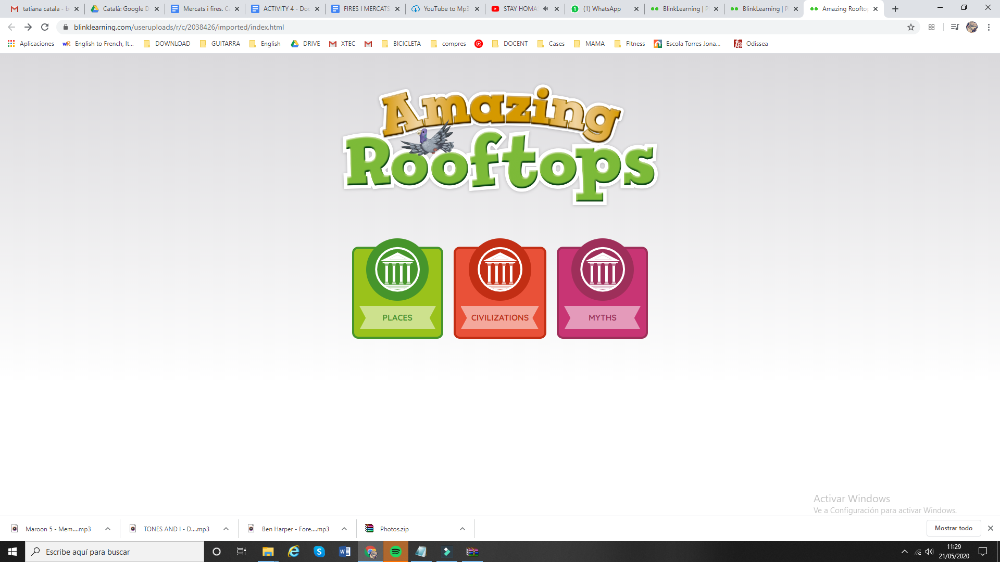 tatiana catala - b
Català: Google D
Mercats i fires. Ca
ACTIVITY 4 - Doc
FIRES I MERCATS
YouTube to Mp3
STAY HOMAS
(1) WhatsApp
BlinkLearning | P
BlinkLearning | P
Amazing Rooftop
blinklearning.com/useruploads/r/c/2038426/imported/index.html
Aplicaciones
English to French, It...
DOWNLOAD
GUITARRA
English
DRIVE
XTEC
BICICLETA
compres
DOCENT
Cases
MAMA
FItness
Escola Torres Jona...
Odissea
Amazing
Rooftops
PLACES
CIVILIZATIONS
MYTHS
Activar Windows
Ve a Configuración para activar Windows.
Maroon 5 - Mem....mp3
TONES AND I - D....mp3
Ben Harper - Fore....mp3
Photos.zip
Mostrar todo
Escribe aquí para buscar
11:29
21/05/2020